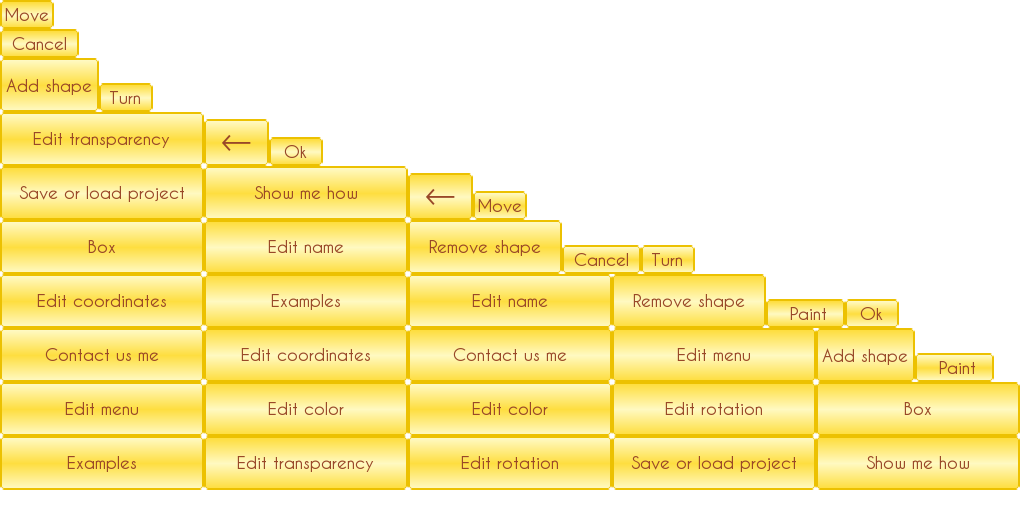 Move
Cancel
Add shape Turn
Edit transparency ← Ok
Save or load project Show me how ← Move
Box Edit name Remove shape Cancel Turn
Edit coordinates Examples Edit name Remove shape Paint Ok
Contact us me Edit coordinates Contact us me Edit menu Add shape Paint
Edit menu Edit color Edit color Edit rotation Box
Examples Edit transparency Edit rotation Save or load project Show me how